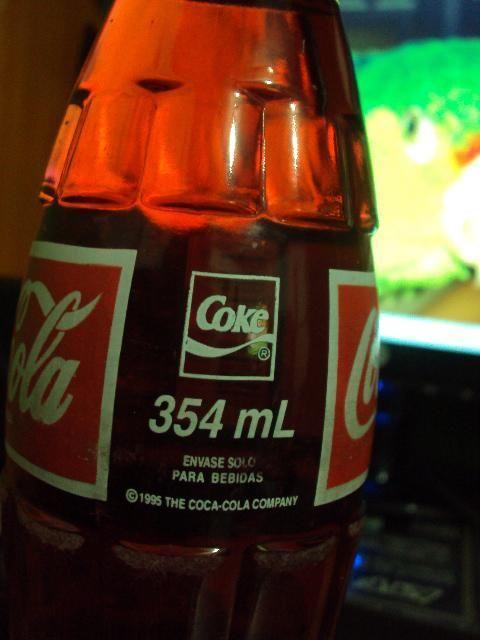 Coke
®
354 mL
ENVASE SOLO
PARA BEBIDAS
©1995 THE COCA-COLA COMPANY
Cola
C